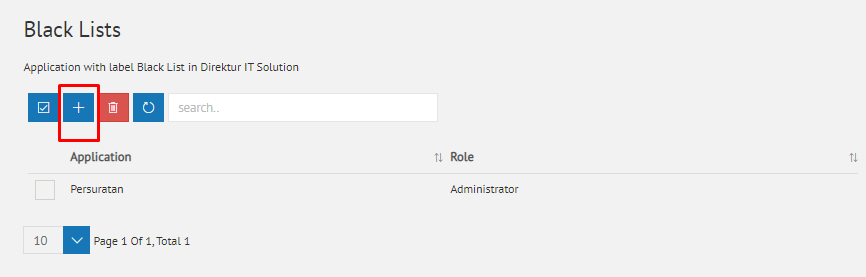 Black Lists
Application with label Black List in Direktur IT Solution
search..
Application Role
Persuratan Administrator
10 Page 1 Of 1, Total 1